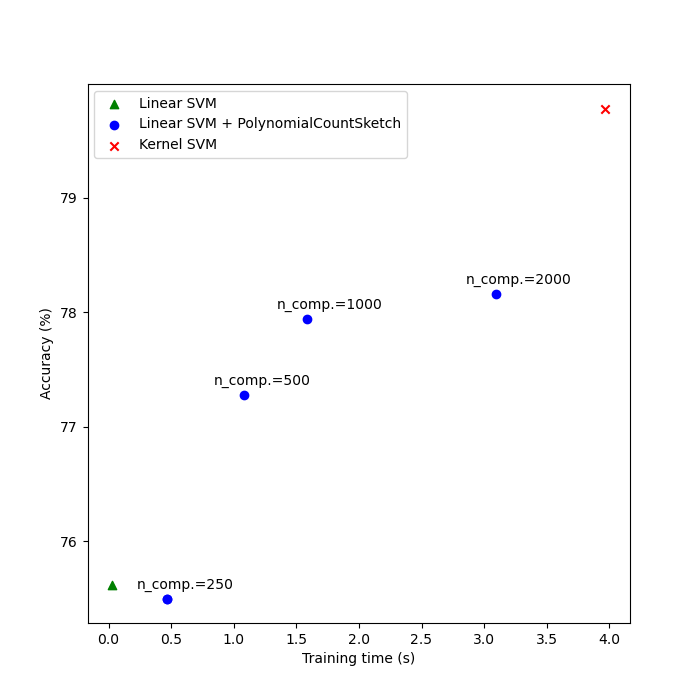 Linear SVM
Linear SVM + PolynomialCountSketch
Kernel SVM
79
78
77
76
Accuracy (%)
n_comp.=2000
n_comp.=1000
n_comp.=500
n_comp.=250
0.0 0.5 1.0 1.5 2.0 2.5 3.0 3.5 4.0
Training time (s)